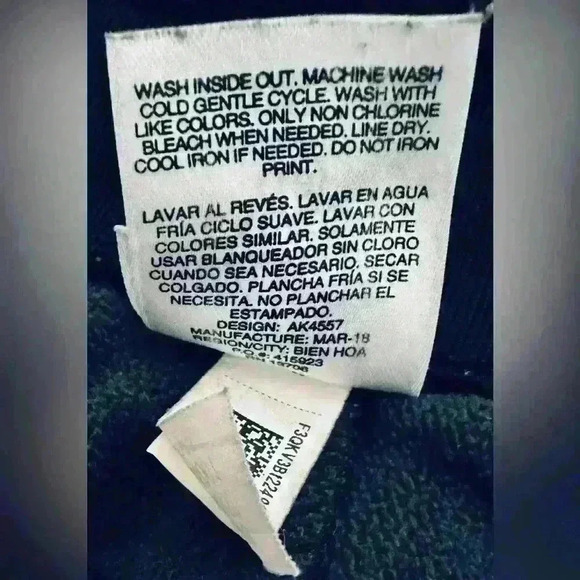 WASH INSIDE OUT. MACHINE WASH
COLD GENTLE CYCLE. WASH WITH
LIKE COLORS. ONLY NON CHLORINE
BLEACH WHEN NEEDED. LINE DRY.
COOL IRON IF NEEDED. DO NOT IRON
PRINT.
LAVAR AL REVÉS. LAVAR EN AGUA
FRÍA CICLO SUAVE. LAVAR CON
COLORES SIMILAR. SOLAMENTE
USAR BLANQUEADOR SIN CLORO
CUANDO SEA NECESARIO. SECAR
COLGADO. PLANCHA FRÍA SI SE
NECESITA. NO PLANCHAR EL
ESTAMPADO.
DESIGN: AK4557
MANUFACTURE: MAR-18
REGION/CITY: BIEN HOA
P.O.#: 415923
F3QKV3B12249